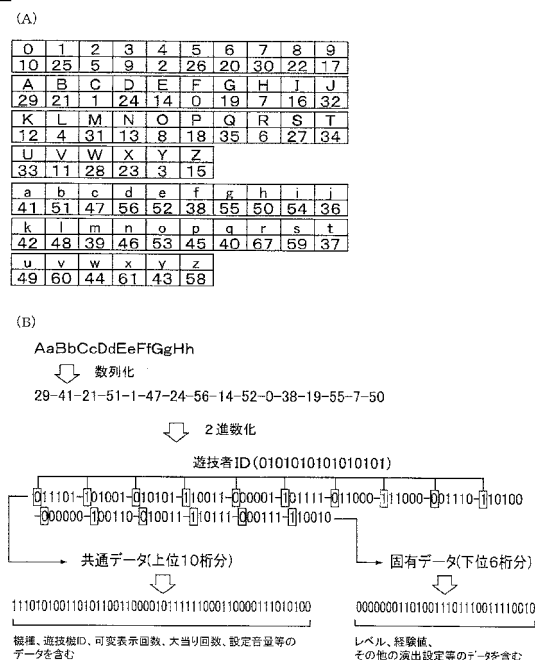 (A)
0 1 2 3 4 5 6 7 8 9
10 25 5 9 2 26 20 30 22 17
A B C D E F G H I J
29 21 1 24 14 0 19 7 16 32
K L M N O P Q R S T
12 4 31 13 8 18 35 6 27 34
U V W X Y Z
33 11 28 23 3 15
a b c d e f g h i j
41 51 47 56 52 38 55 50 54 36
k l m n o p q r s t
42 48 39 46 53 45 40 67 59 37
u v w x y z
49 60 44 61 43 58
(B)
AaBbCcDdEeFfGgHh
数列化
29-41-21-51-1-47-24-56-14-52-0-38-19-55-7-50
2進数化
遊技者ID(0101010101010101)
011101-101001-010101-110011-000001-101111-011000-111000-001110-110100
-000000-100110-010011-110111-000111-110010
共通データ(上位10桁分)
固有データ(下位6桁分)
11101010011010110011000010111111000110000111010100
000000011010011101110011110010
機種、遊技機ID、可変表示回数、大当り回数、設定音量等の
データを含む
レベル、経験値、
その他の演出設定等のデータを含む